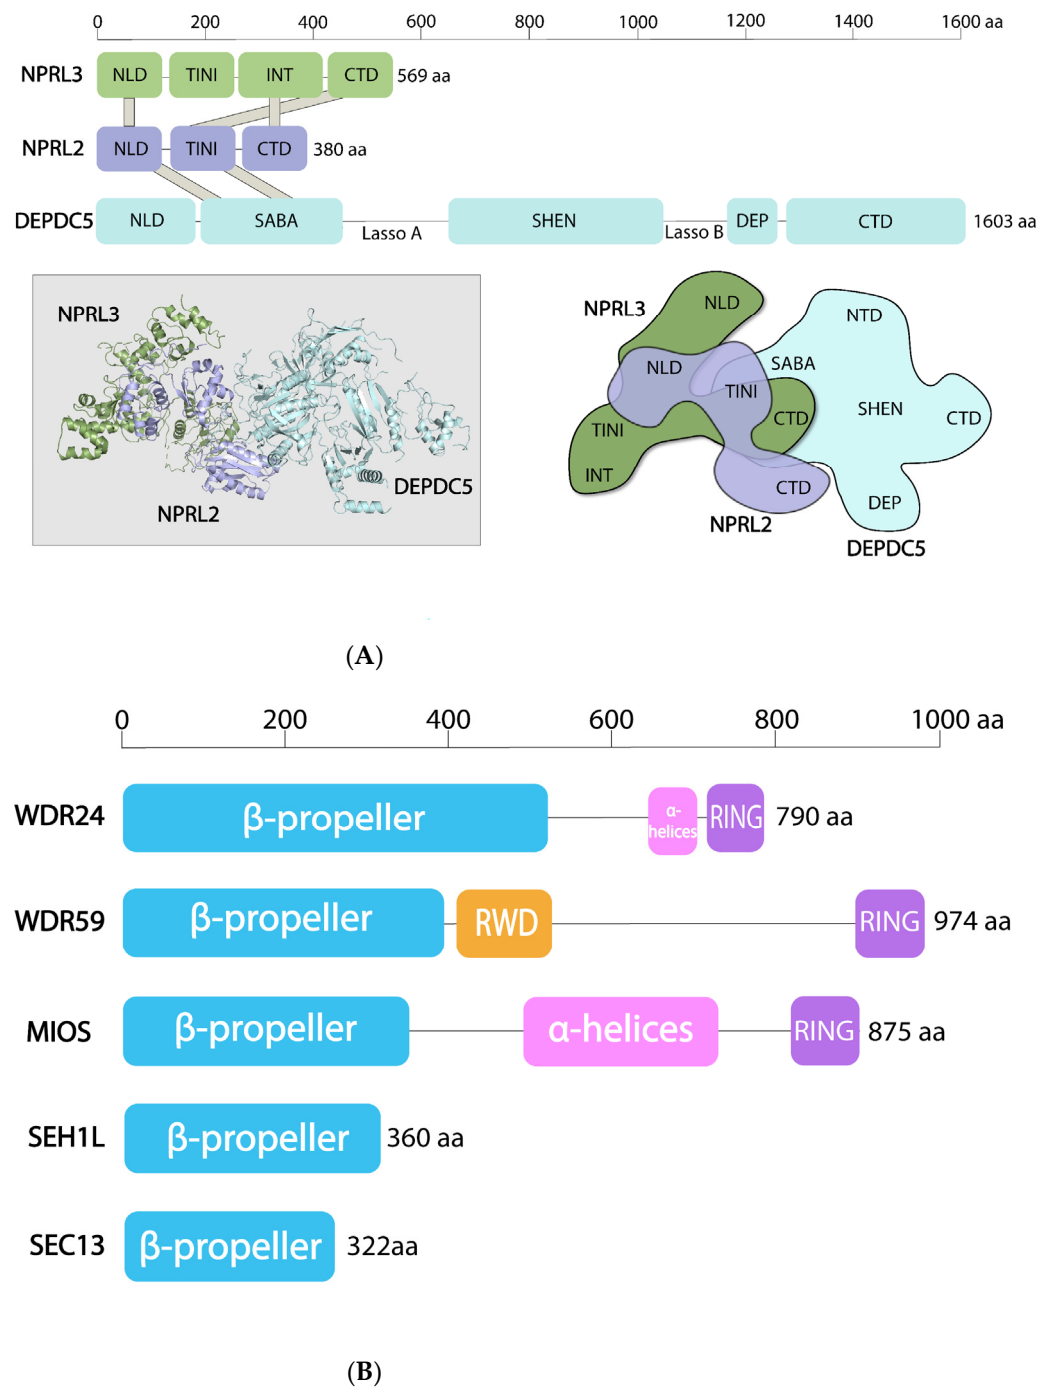 0 200 400 600 800 1000 1200 1400 1600 aa
NPRL3 NLD TINI INT CTD 569 aa
NPRL2 NLD TINI CTD 380 aa
DEPDC5 NLD SABA Lasso A SHEN Lasso B DEP CTD 1603 aa
NPRL3
NPRL2
DEPDC5
NPRL3 NLD
NTD
NLD SABA
TINI
SHEN
CTD CTD
TINI
INT
CTD
DEP
NPRL2
DEPDC5
(A)
0 200 400 600 800 1000 aa
WDR24 β-propeller α-
helices RING 790 aa
WDR59 β-propeller RWD RING 974 aa
MIOS β-propeller α-helices RING 875 aa
SEH1L β-propeller 360 aa
SEC13 β-propeller 322aa
(B)